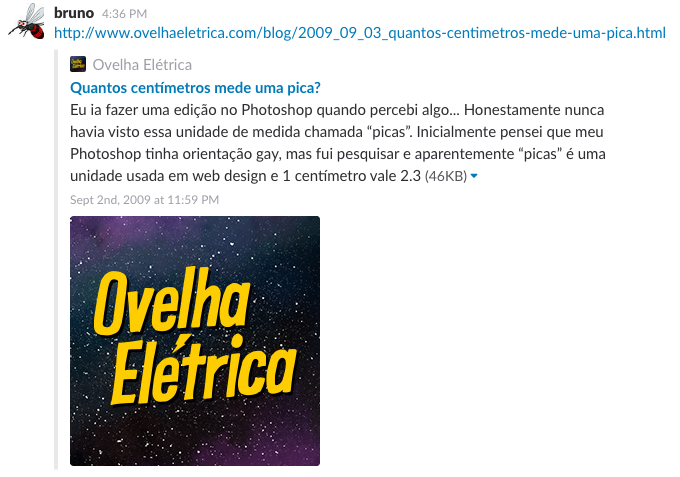 bruno 4:36 PM
http://www.ovelhaeletrica.com/blog/2009_09_03_quantos-centimetros-mede-uma-pica.html
Ovelha Elétrica
Quantos centímetros mede uma pica?
Eu ia fazer uma edição no Photoshop quando percebi algo... Honestamente nunca
havia visto essa unidade de medida chamada “picas”. Inicialmente pensei que meu
Photoshop tinha orientação gay, mas fui pesquisar e aparentemente “picas” é uma
unidade usada em web design e 1 centímetro vale 2.3 (46KB)
Sept 2nd, 2009 at 11:59 PM
Ovelha
Elétrica